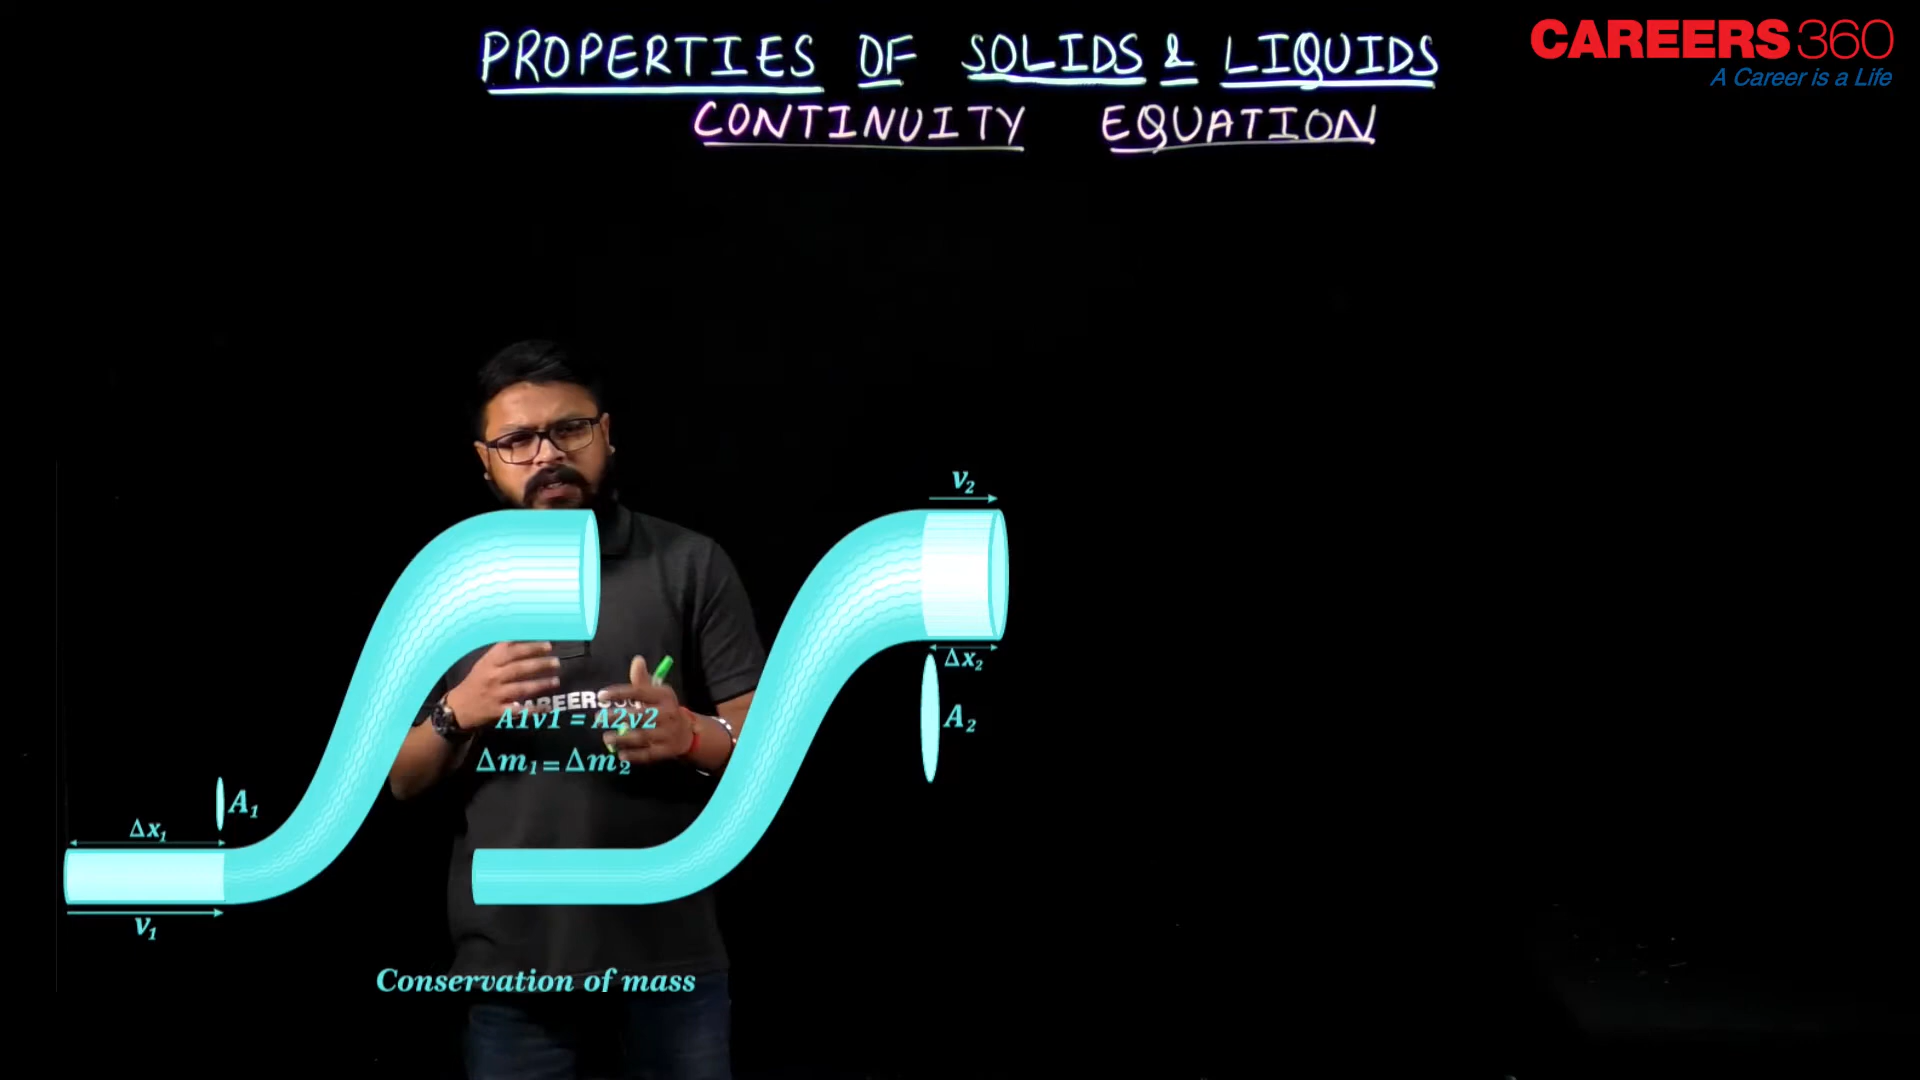 PROPERTIES OF SOLIDS & LIQUIDS
CONTINUITY EQUATION
CAREERS360
A Career is a Life
v₂
Δx₂
A₂
A1v1 = A2v2
Δm₁ = Δm₂
A₁
Δx₁
v₁
Conservation of mass